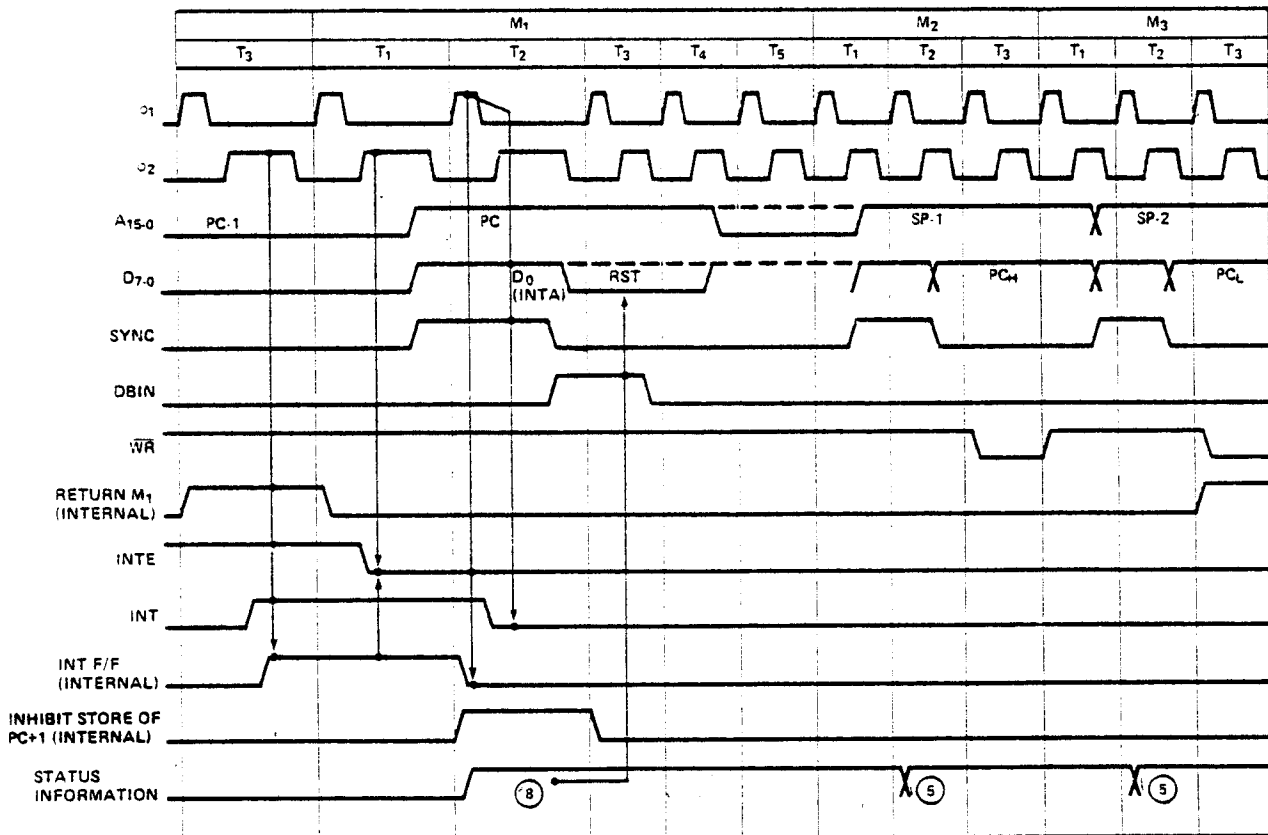 M1 M2 M3
T3 T1 T2 T3 T4 T5 T1 T2 T3 T1 T2 T3
A15-0 PC-1 PC SP-1 SP-2
D7-0 D0 (INTA) RST PCH PCL
SYNC
DBIN
WR
RETURN M1
(INTERNAL)
INTE
INT
INT F/F
(INTERNAL)
INHIBIT STORE OF
PC+1 (INTERNAL)
STATUS
INFORMATION
8 5 5